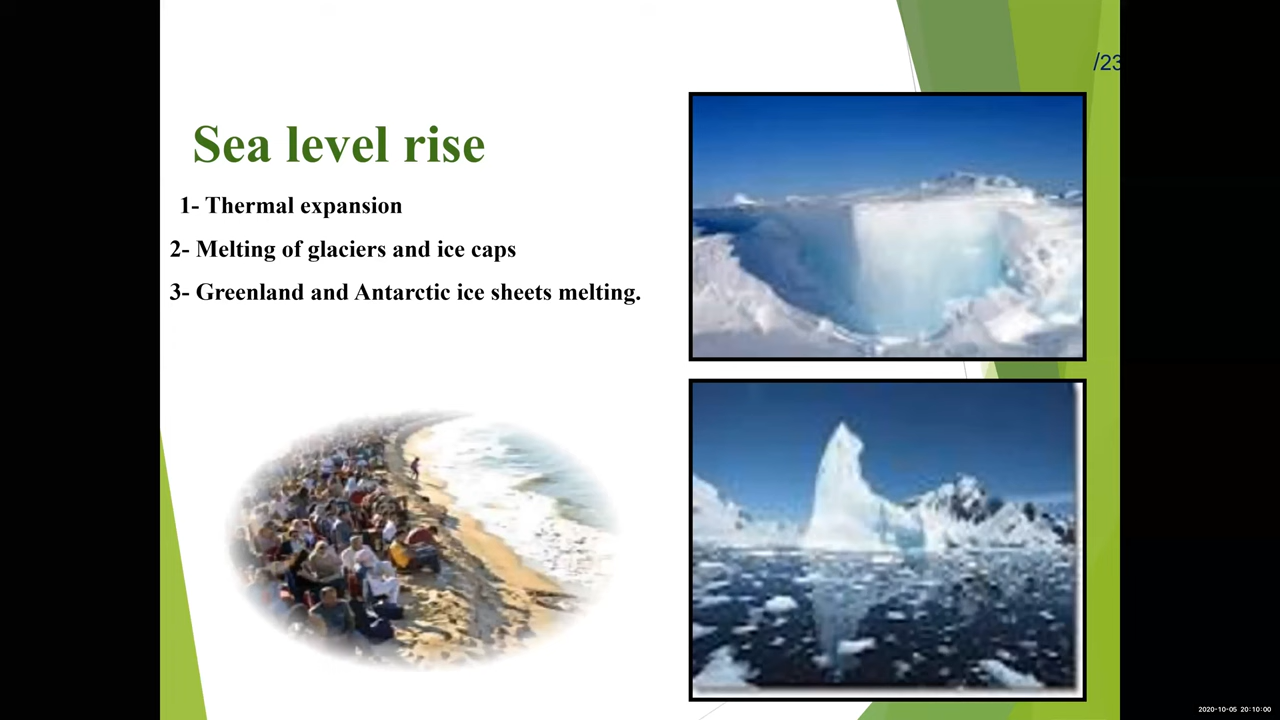 /23
Sea level rise
1- Thermal expansion
2- Melting of glaciers and ice caps
3- Greenland and Antarctic ice sheets melting.
2020-10-05 20:10:00